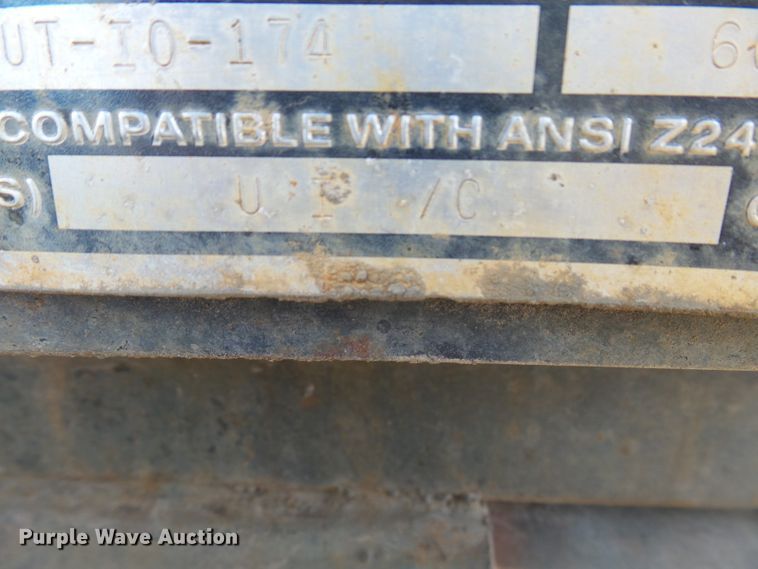 UT-IO-174 6
COMPATIBLE WITH ANSI Z24
S) U I /C
Purple Wave Auction